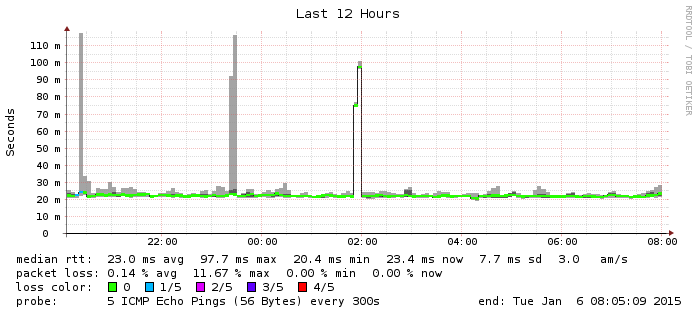 Last 12 Hours
RRDTOOL / TOBI OETIKER
Seconds
110 m
100 m
90 m
80 m
70 m
60 m
50 m
40 m
30 m
20 m
10 m
0
22:00 00:00 02:00 04:00 06:00 08:00
median rtt: 23.0 ms avg 97.7 ms max 20.4 ms min 23.4 ms now 7.7 ms sd 3.0 am/s
packet loss: 0.14 % avg 11.67 % max 0.00 % min 0.00 % now
loss color: 0 1/5 2/5 3/5 4/5
probe: 5 ICMP Echo Pings (56 Bytes) every 300s end: Tue Jan 6 08:05:09 2015